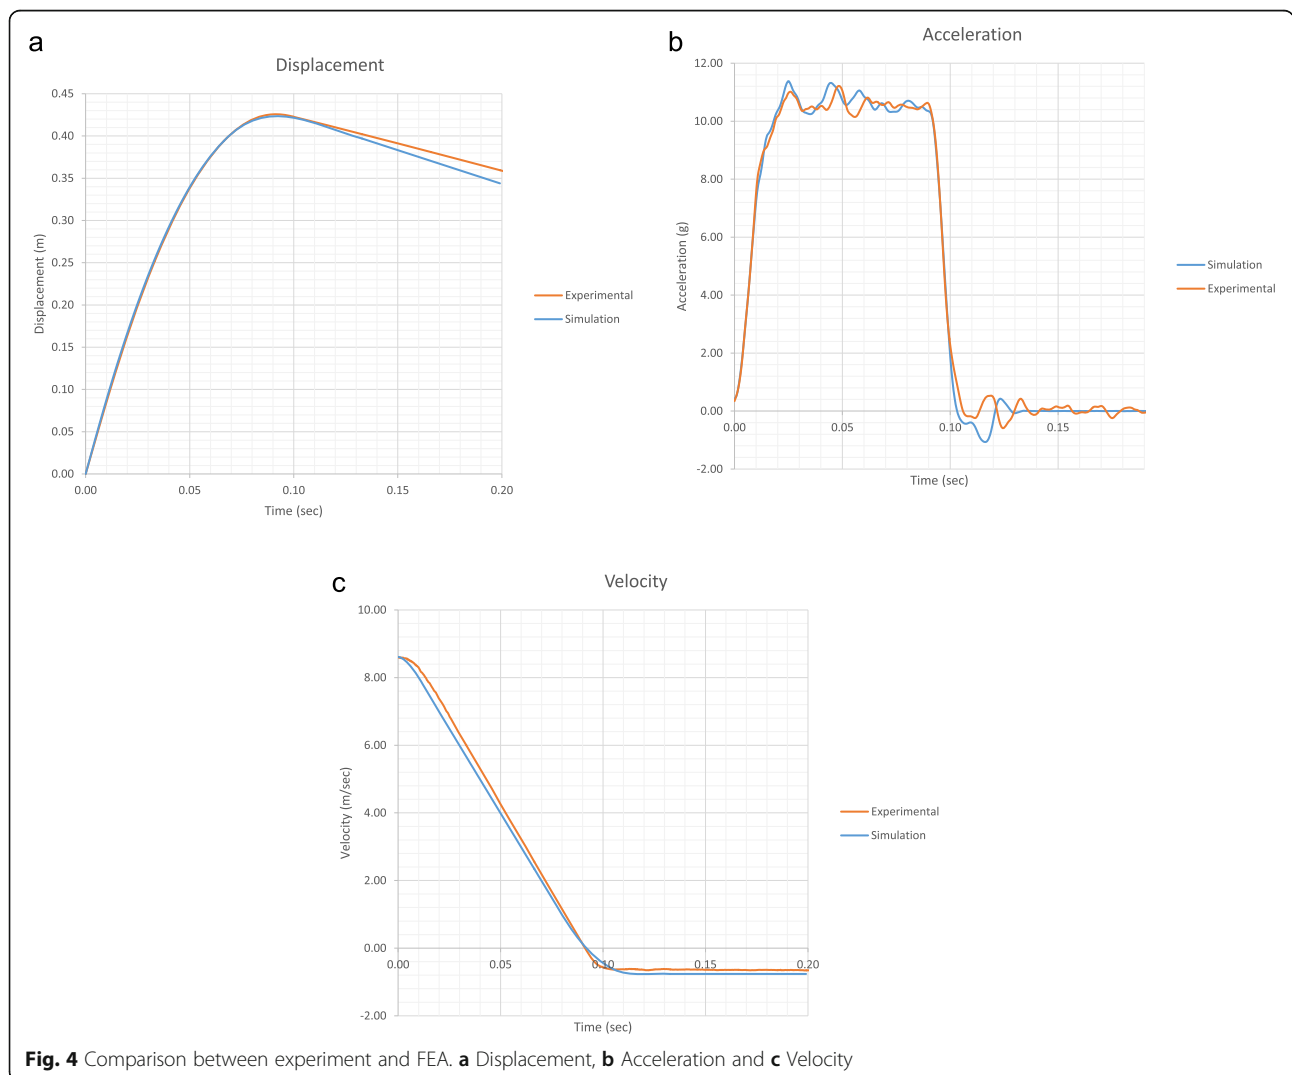 a
Displacement
0.45
0.40
0.35
0.30
0.25
0.20
0.15
0.10
0.05
0.00
Displacement (m)
0.00 0.05 0.10 0.15 0.20
Time (sec)
Experimental
Simulation
b
Acceleration
12.00
10.00
8.00
6.00
4.00
2.00
0.00
-2.00
Acceleration (g)
0.00 0.05 0.10 0.15
Time (sec)
Simulation
Experimental
c
Velocity
10.00
8.00
6.00
4.00
2.00
0.00
-2.00
Velocity (m/sec)
0.00 0.05 0.10 0.15 0.20
Time (sec)
Experimental
Simulation
Fig. 4 Comparison between experiment and FEA. a Displacement, b Acceleration and c Velocity